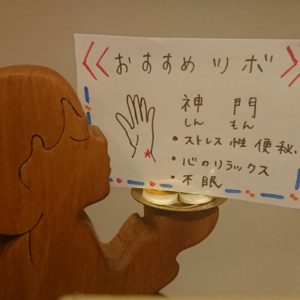 《 おすすめツボ 》
神門
しんもん
・ストレス性便秘、
・心のリラックス
・不眠